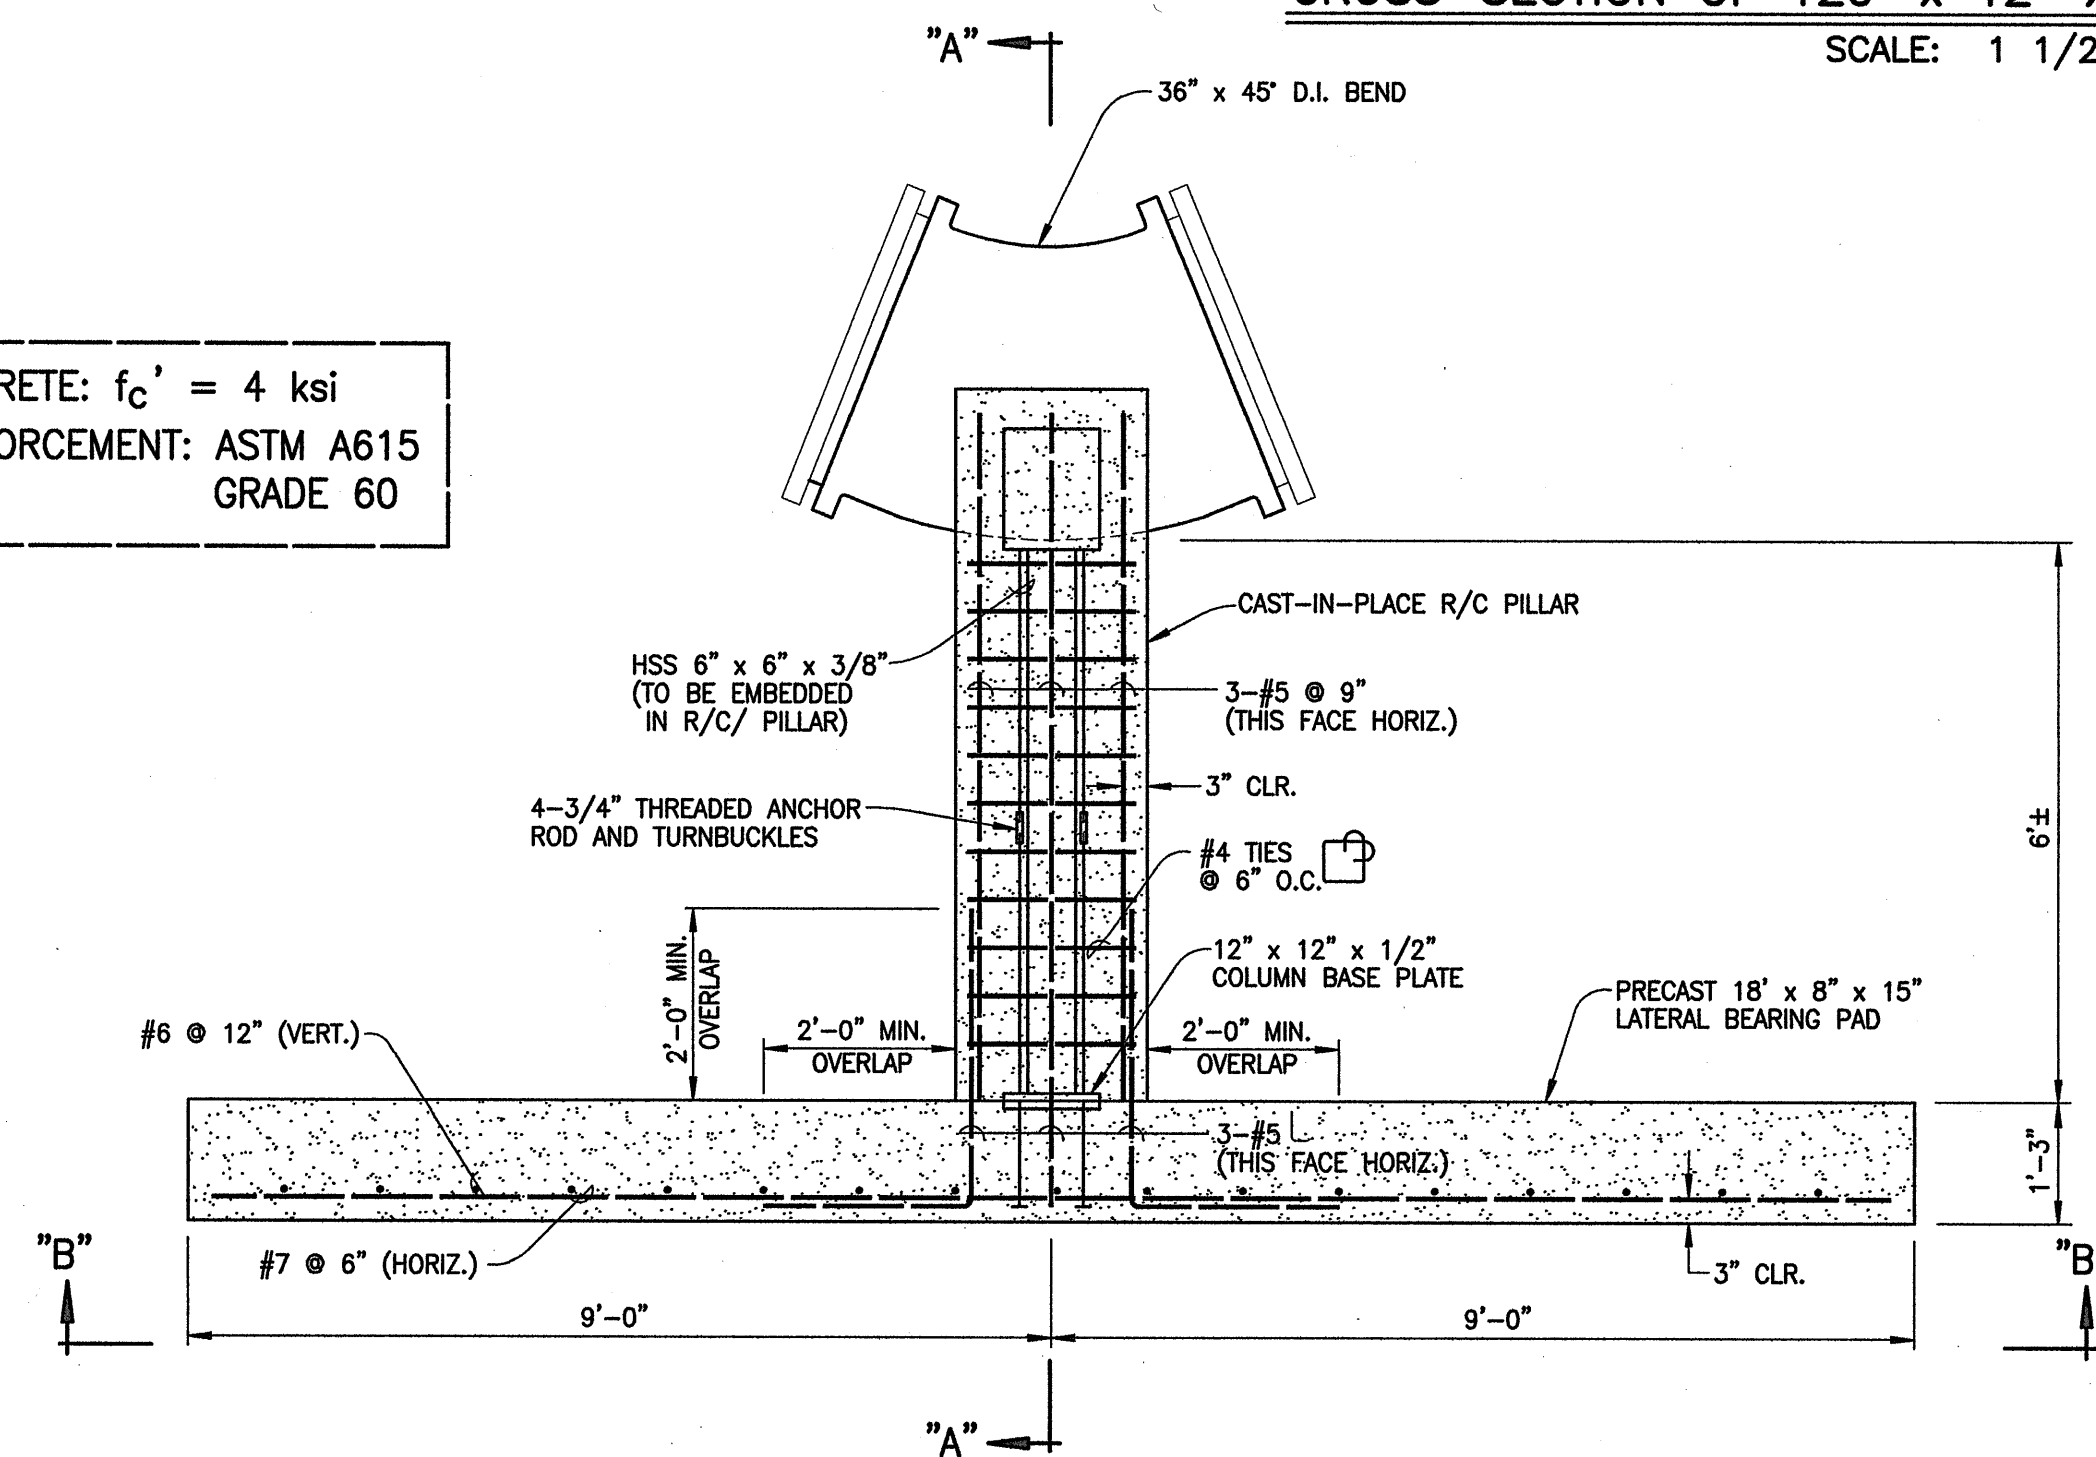 SCALE: 1 1/2
"A"
36" x 45° D.I. BEND
RETE: fc' = 4 ksi
ORCEMENT: ASTM A615
GRADE 60
CAST-IN-PLACE R/C PILLAR
HSS 6" x 6" x 3/8"
(TO BE EMBEDDED
IN R/C/ PILLAR)
3-#5 @ 9"
(THIS FACE HORIZ.)
3" CLR.
4-3/4" THREADED ANCHOR
ROD AND TURNBUCKLES
6'±
#4 TIES
@ 6" O.C.
2'-0" MIN.
OVERLAP
12" x 12" x 1/2"
COLUMN BASE PLATE
PRECAST 18' x 8" x 15"
LATERAL BEARING PAD
#6 @ 12" (VERT.)
2'-0" MIN.
OVERLAP
2'-0" MIN.
OVERLAP
3-#5
(THIS FACE HORIZ.)
1'-3"
"B"
#7 @ 6" (HORIZ.)
3" CLR.
"B
9'-0"
9'-0"
"A"